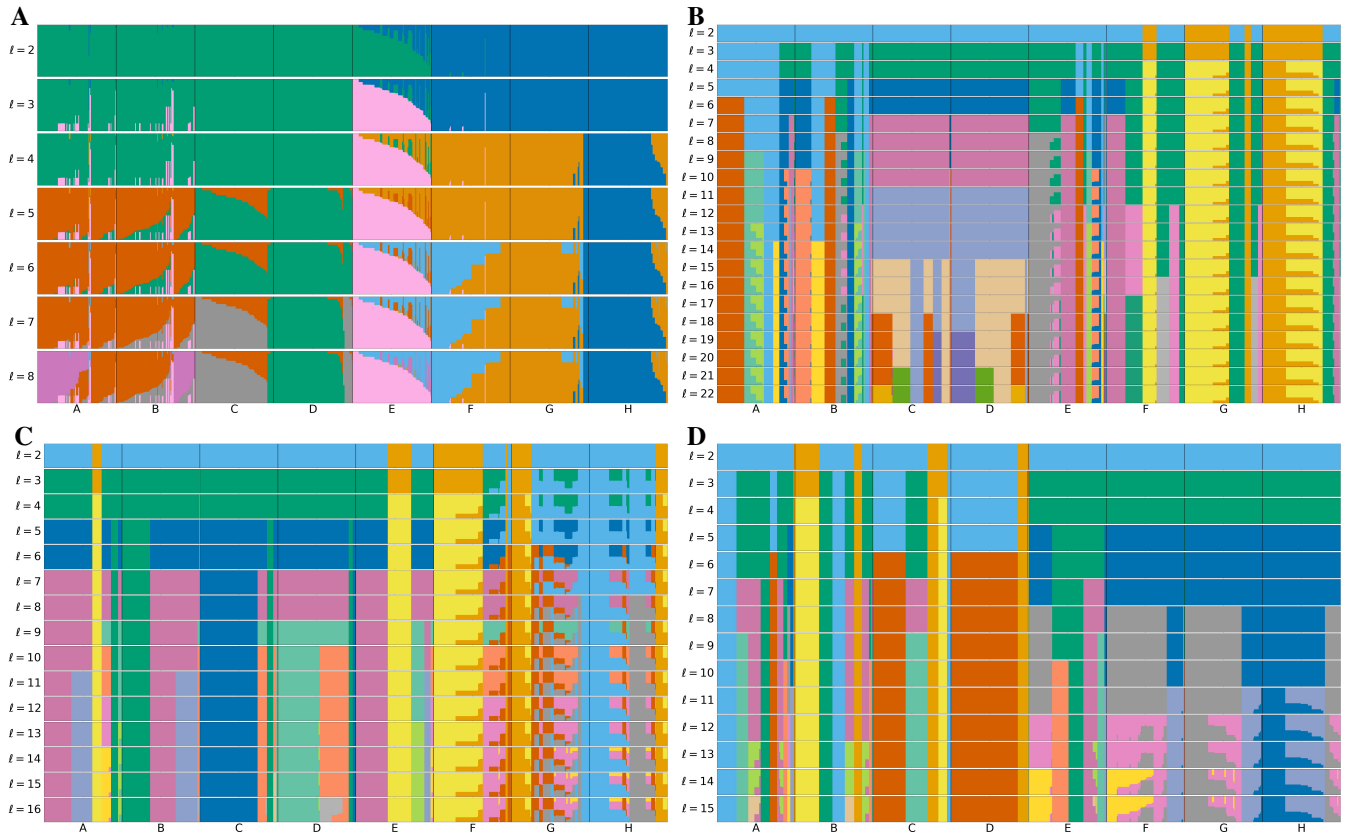 A
ℓ = 2
ℓ = 3
ℓ = 4
ℓ = 5
ℓ = 6
ℓ = 7
ℓ = 8
A B C D E F G H
B
ℓ = 2
ℓ = 3
ℓ = 4
ℓ = 5
ℓ = 6
ℓ = 7
ℓ = 8
ℓ = 9
ℓ = 10
ℓ = 11
ℓ = 12
ℓ = 13
ℓ = 14
ℓ = 15
ℓ = 16
ℓ = 17
ℓ = 18
ℓ = 19
ℓ = 20
ℓ = 21
ℓ = 22
A B C D E F G H
C
ℓ = 2
ℓ = 3
ℓ = 4
ℓ = 5
ℓ = 6
ℓ = 7
ℓ = 8
ℓ = 9
ℓ = 10
ℓ = 11
ℓ = 12
ℓ = 13
ℓ = 14
ℓ = 15
ℓ = 16
A B C D E F G H
D
ℓ = 2
ℓ = 3
ℓ = 4
ℓ = 5
ℓ = 6
ℓ = 7
ℓ = 8
ℓ = 9
ℓ = 10
ℓ = 11
ℓ = 12
ℓ = 13
ℓ = 14
ℓ = 15
A B C D E F G H